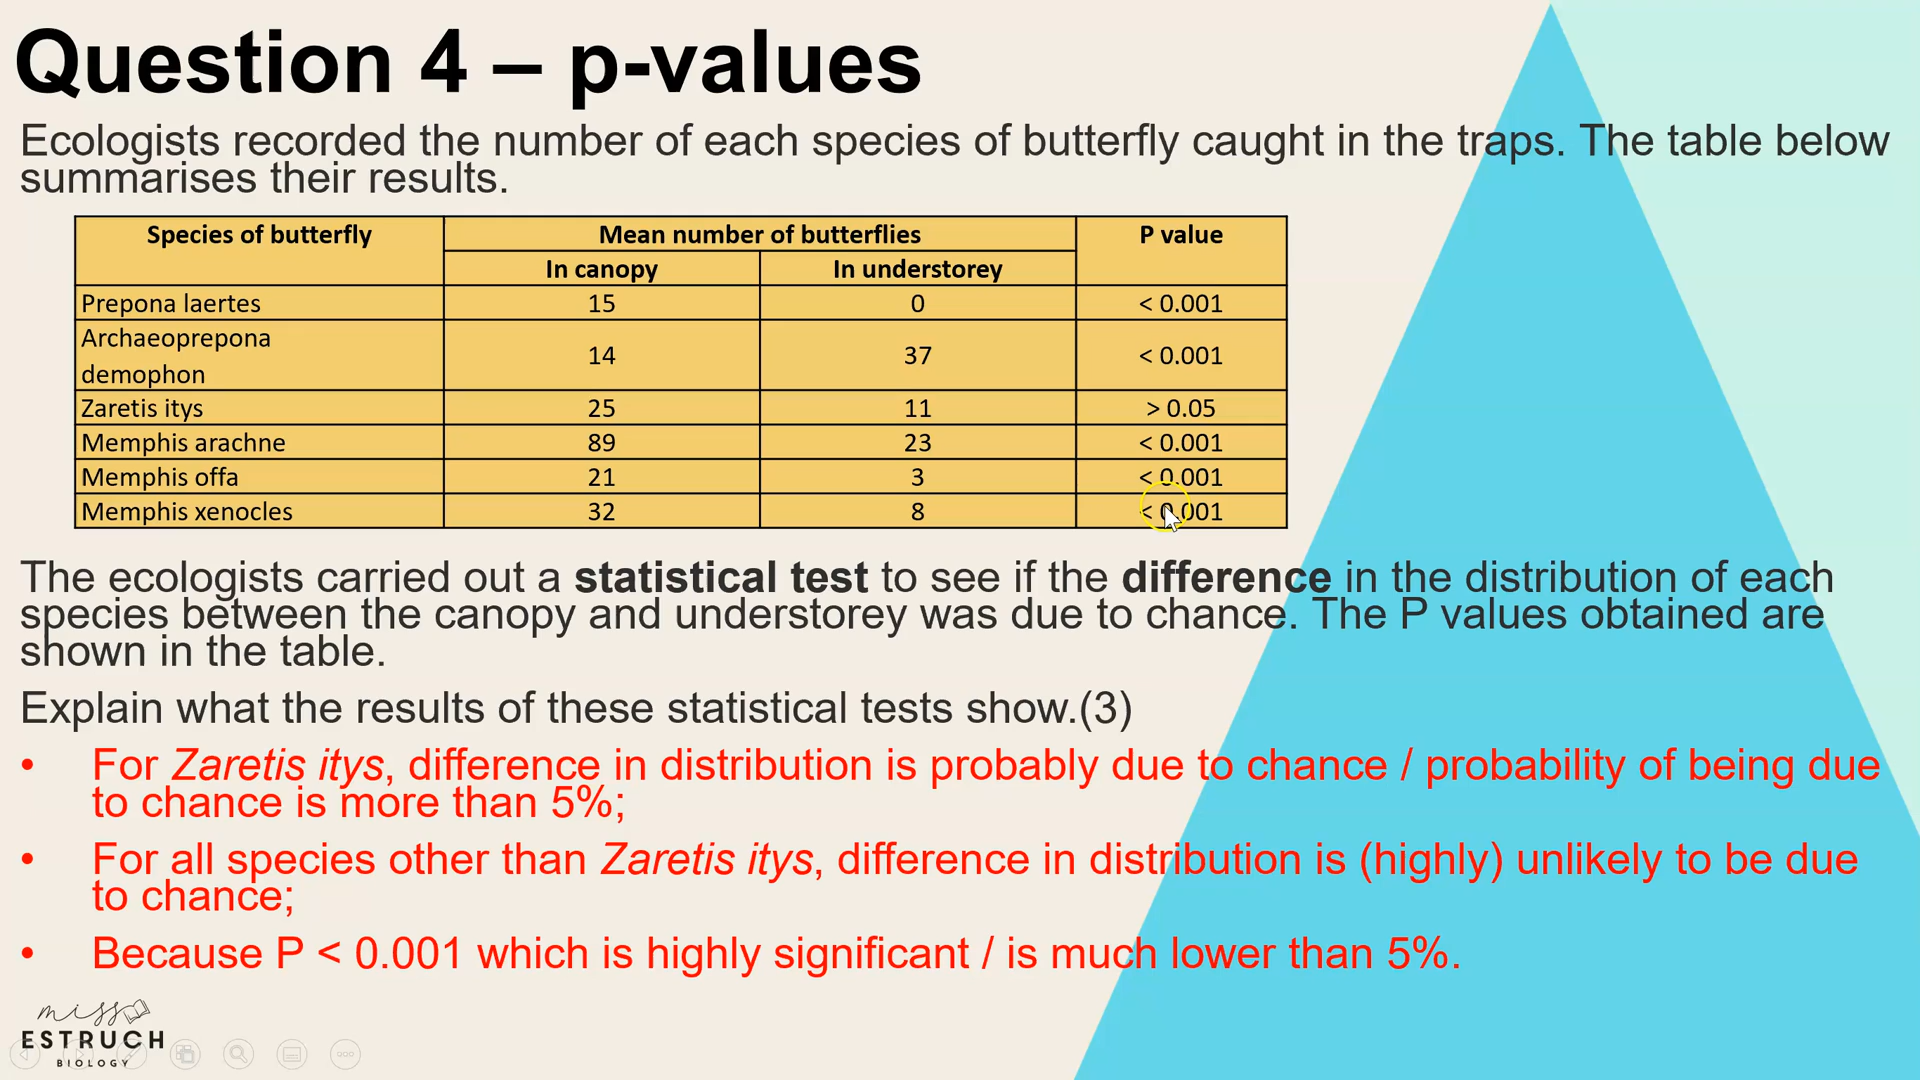 Question 4 – p-values
Ecologists recorded the number of each species of butterfly caught in the traps. The table below
summarises their results.
Species of butterfly Mean number of butterflies P value
In canopy In understorey
Prepona laertes 15 0 < 0.001
Archaeoprepona
demophon 14 37 < 0.001
Zaretis itys 25 11 > 0.05
Memphis arachne 89 23 < 0.001
Memphis offa 21 3 < 0.001
Memphis xenocles 32 8 < 0.001
The ecologists carried out a statistical test to see if the difference in the distribution of each
species between the canopy and understorey was due to chance. The P values obtained are
shown in the table.
Explain what the results of these statistical tests show.(3)
• For Zaretis itys, difference in distribution is probably due to chance / probability of being due
to chance is more than 5%;
• For all species other than Zaretis itys, difference in distribution is (highly) unlikely to be due
to chance;
• Because P < 0.001 which is highly significant / is much lower than 5%.
miss
ESTRUCH
BIOLOGY